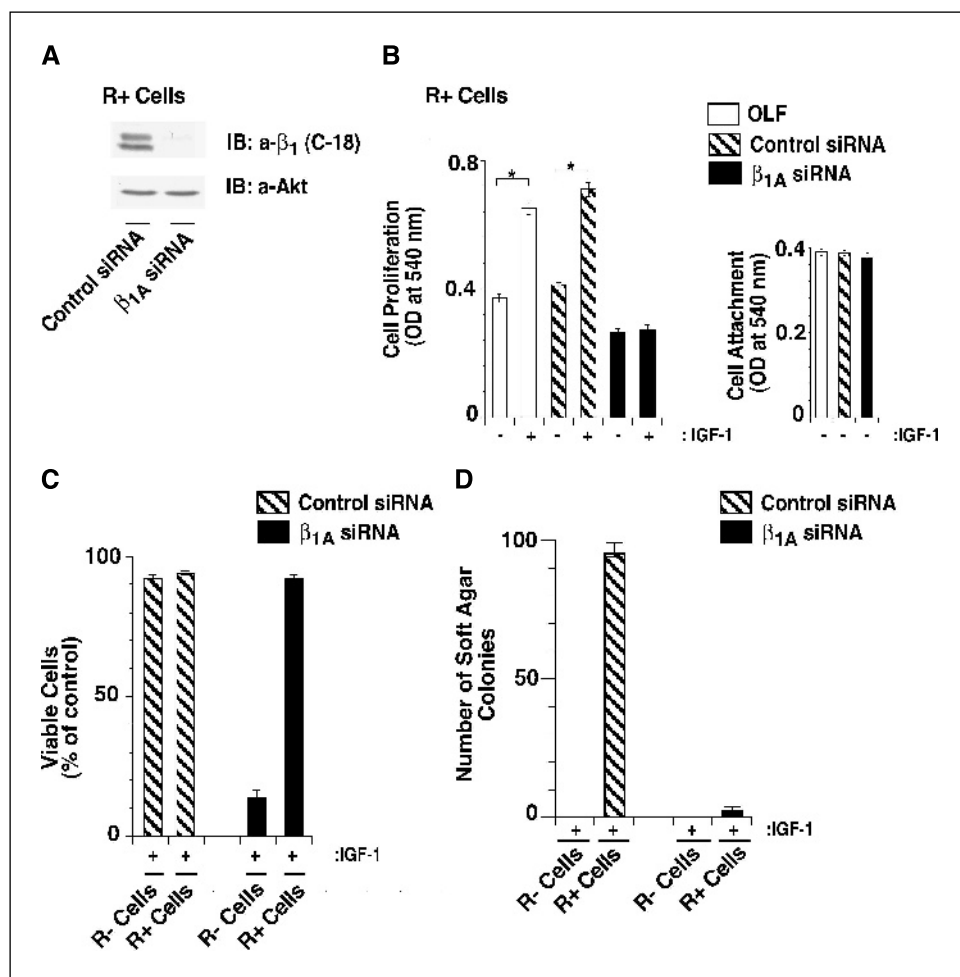 A
R+ Cells
IB: a-β1 (C-18)
IB: a-Akt
Control siRNA
β1A siRNA
B
R+ Cells
OLF
Control siRNA
β1A siRNA
Cell Proliferation
(OD at 540 nm)
0.8
0.4
0
*
*
- + - + - + :IGF-1
Cell Attachment
(OD at 540 nm)
0.4
0.2
0
- - - :IGF-1
C
Control siRNA
β1A siRNA
Viable Cells
(% of control)
100
50
0
+ + + + :IGF-1
R- Cells
R+ Cells
R- Cells
R+ Cells
D
Control siRNA
β1A siRNA
Number of Soft Agar
Colonies
100
50
0
+ + + + :IGF-1
R- Cells
R+ Cells
R- Cells
R+ Cells